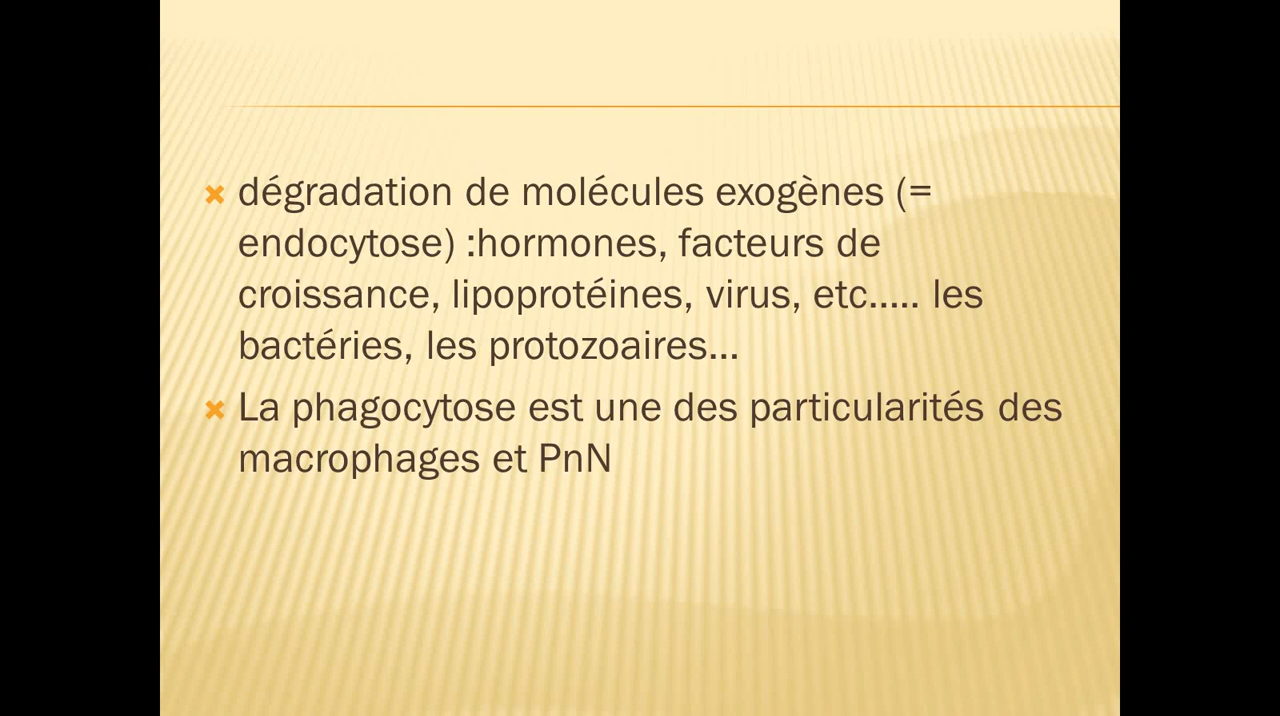 dégradation de molécules exogènes (=
endocytose) :hormones, facteurs de
croissance, lipoprotéines, virus, etc..... les
bactéries, les protozoaires...
La phagocytose est une des particularités des
macrophages et PnN